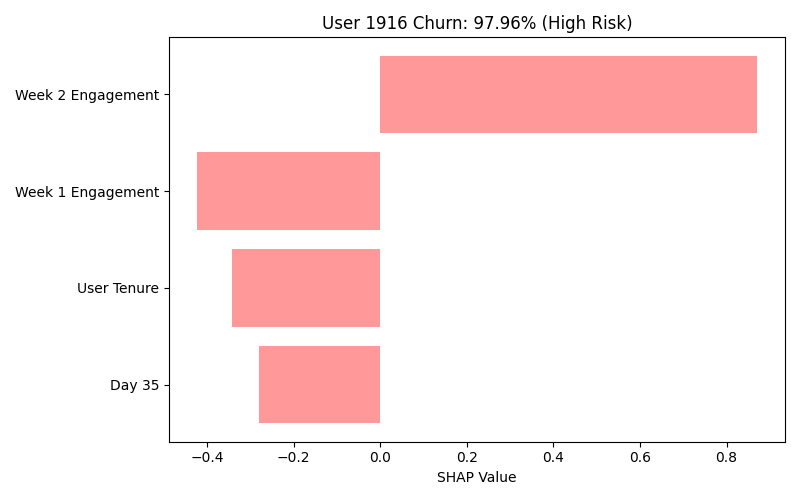 User 1916 Churn: 97.96% (High Risk)
Week 2 Engagement
Week 1 Engagement
User Tenure
Day 35
−0.4 −0.2 0.0 0.2 0.4 0.6 0.8
SHAP Value